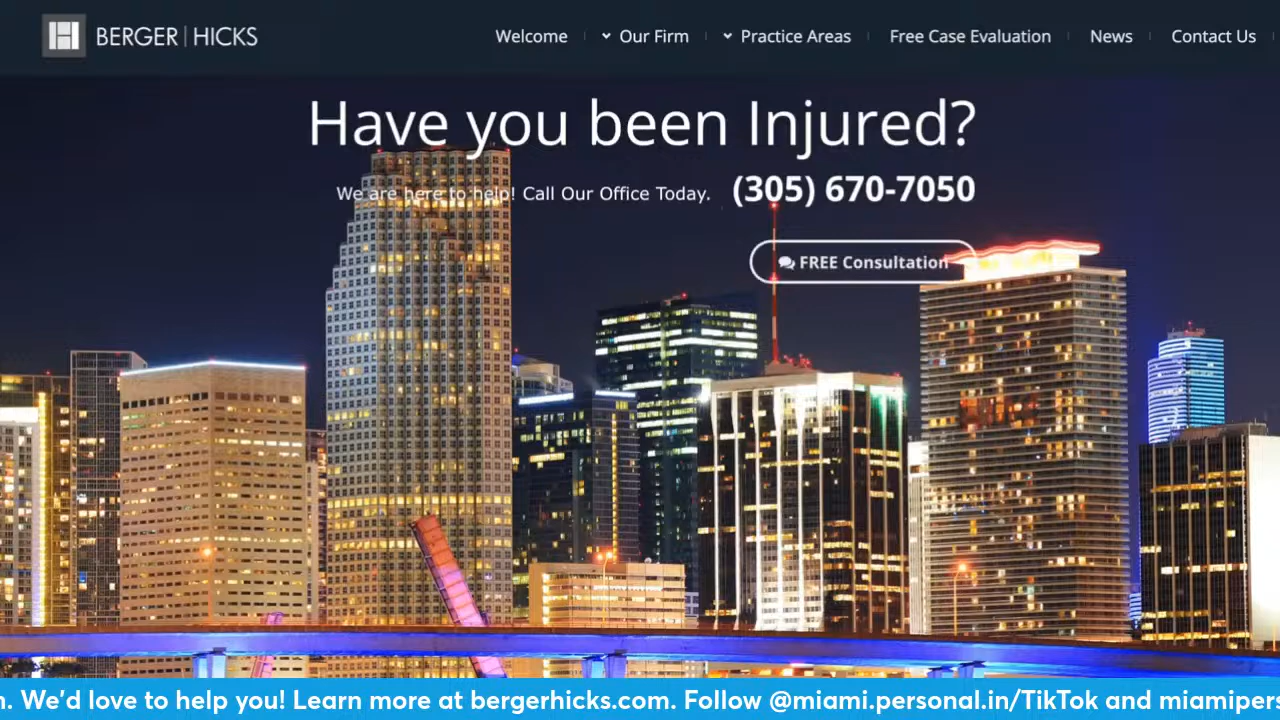 BERGER|HICKS
Welcome Our Firm Practice Areas Free Case Evaluation News Contact Us
Have you been Injured?
We are here to help! Call Our Office Today. (305) 670-7050
FREE Consultation
We'd love to help you! Learn more at bergerhicks.com. Follow @miami.personal.in/TikTok and